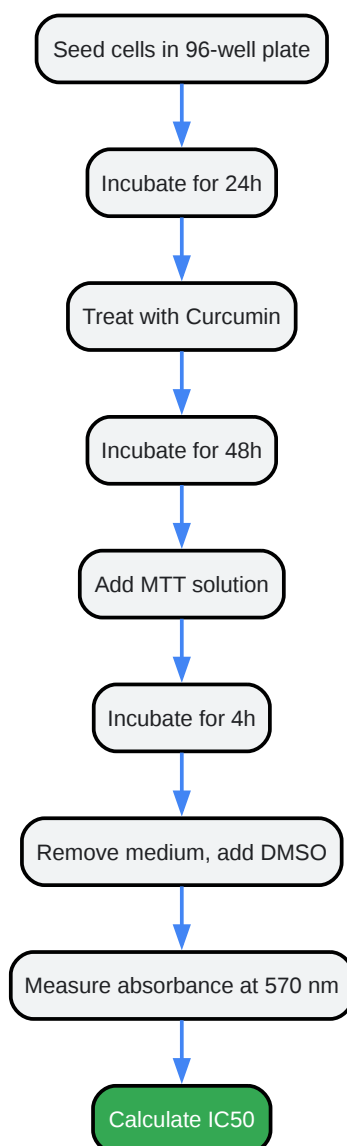 Seed cells in 96-well plate
Incubate for 24h
Treat with Curcumin
Incubate for 48h
Add MTT solution
Incubate for 4h
Remove medium, add DMSO
Measure absorbance at 570 nm
Calculate IC50